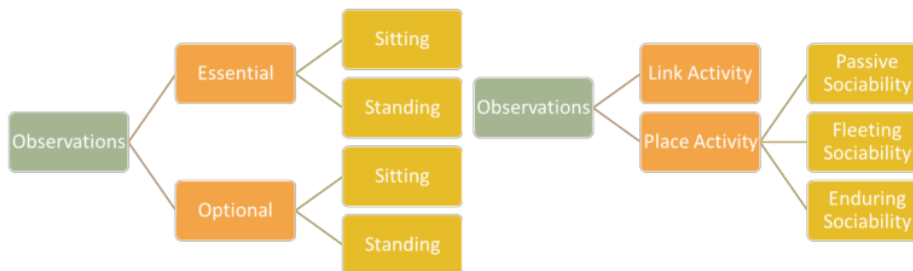 Observations
Essential
Sitting
Standing
Optional
Sitting
Standing
Observations
Link Activity
Place Activity
Passive
Sociability
Fleeting
Sociability
Enduring
Sociability